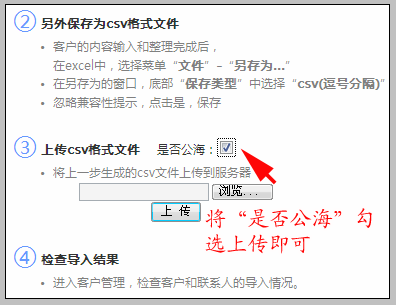 ② 另外保存为csv格式文件
• 客户的内容输入和整理完成后，
在excel中，选择菜单“文件”-“另存为...”
• 在另存为的窗口，底部“保存类型”中选择“csv(逗号分隔)”
• 忽略兼容性提示，点击是，保存
③ 上传csv格式文件 是否公海：
• 将上一步生成的csv文件上传到服务器
浏览...
上 传
将“是否公海”勾
选上传即可
④ 检查导入结果
• 进入客户管理，检查客户和联系人的导入情况。